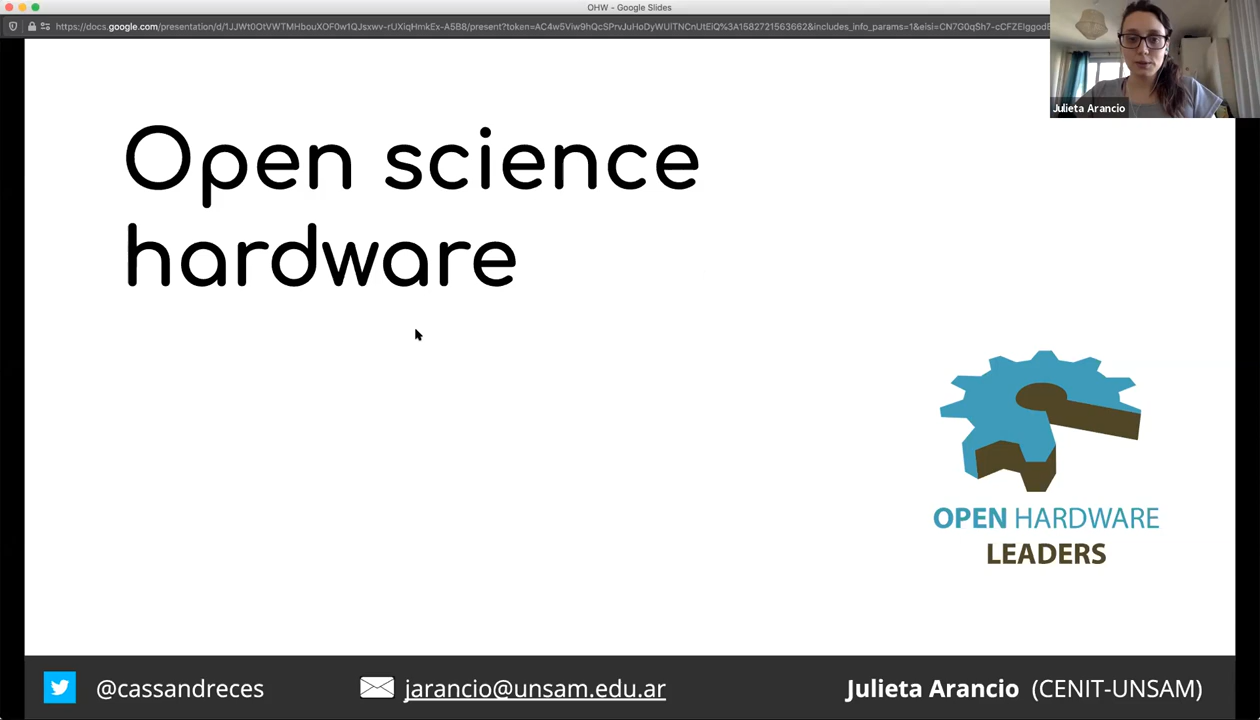 OHW - Google Slides
Julieta Arancio
Open science
hardware
OPEN HARDWARE
LEADERS
@cassandreces
jarancio@unsam.edu.ar
Julieta Arancio (CENIT-UNSAM)